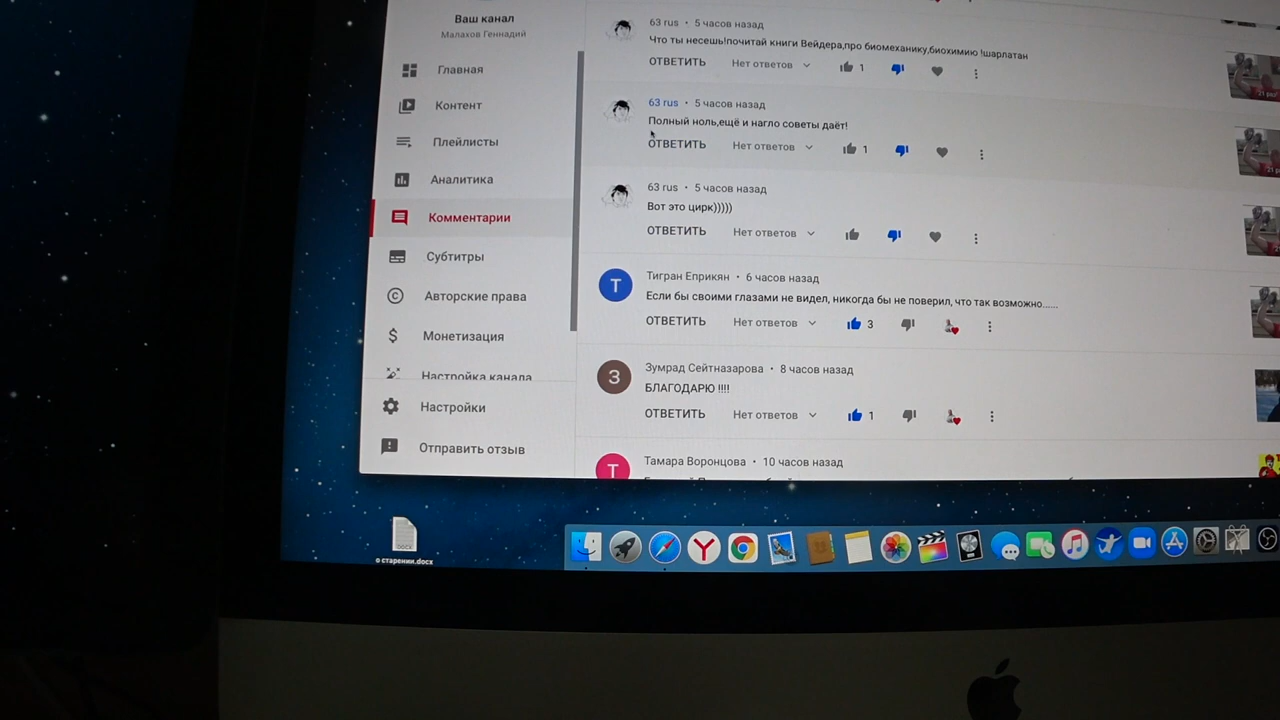 Ваш канал
Малахов Геннадий
Главная
Контент
Плейлисты
Аналитика
Комментарии
Субтитры
Авторские права
Монетизация
Настройка канала
Настройки
Отправить отзыв
63 rus • 5 часов назад
Что ты несешь!почитай книги Вейдера,про биомеханику,биохимию !шарлатан
ОТВЕТИТЬ Нет ответов 1
63 rus • 5 часов назад
Полный ноль,ещё и нагло советы даёт!
ОТВЕТИТЬ Нет ответов 1
63 rus • 5 часов назад
Вот это цирк)))))
ОТВЕТИТЬ Нет ответов
Т Тигран Еприкян • 6 часов назад
Если бы своими глазами не видел, никогда бы не поверил, что так возможно......
ОТВЕТИТЬ Нет ответов 3
З Зумрад Сейтназарова • 8 часов назад
БЛАГОДАРЮ !!!!
ОТВЕТИТЬ Нет ответов 1
Т Тамара Воронцова • 10 часов назад
DOCX
о старении.docx